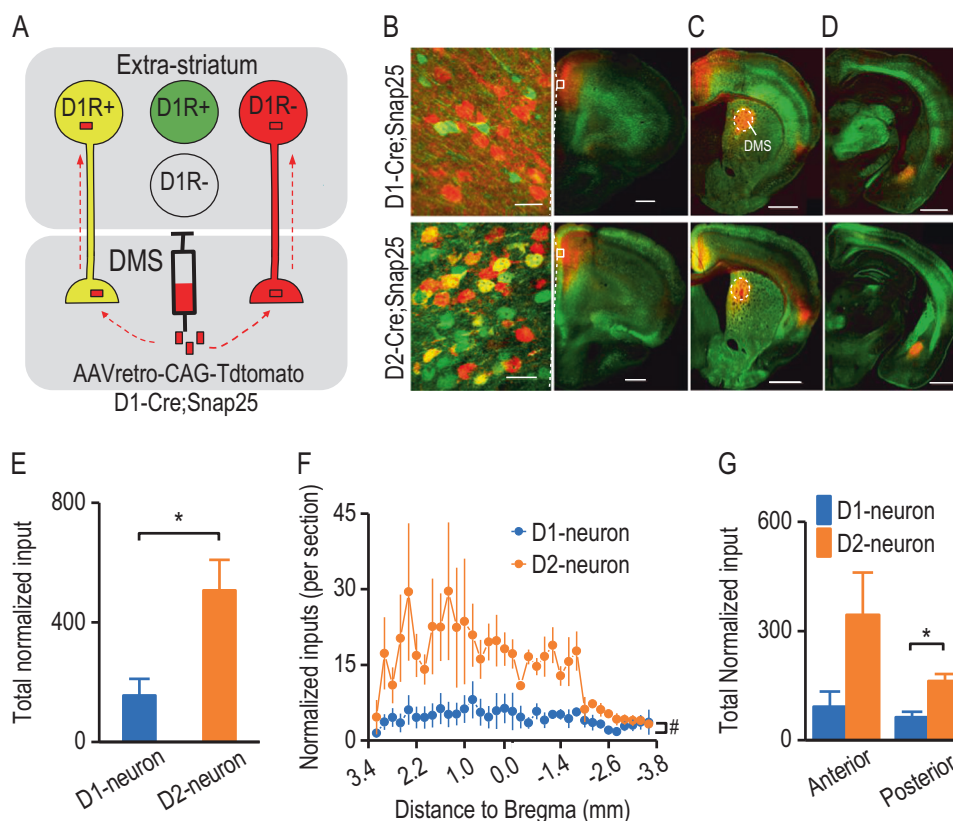 A
Extra-striatum
D1R+
D1R+
D1R-
D1R-
DMS
AAVretro-CAG-Tdtomato
D1-Cre;Snap25
B
C
D
D1-Cre;Snap25
DMS
D2-Cre;Snap25
E
Total normalized input
800
400
0
*
D1-neuron
D2-neuron
F
Normalized inputs (per section)
45
30
15
0
D1-neuron
D2-neuron
#
3.4
2.2
1.0
0.0
-1.4
-2.6
-3.8
Distance to Bregma (mm)
G
Total Normalized input
600
300
0
D1-neuron
D2-neuron
*
Anterior
Posterior